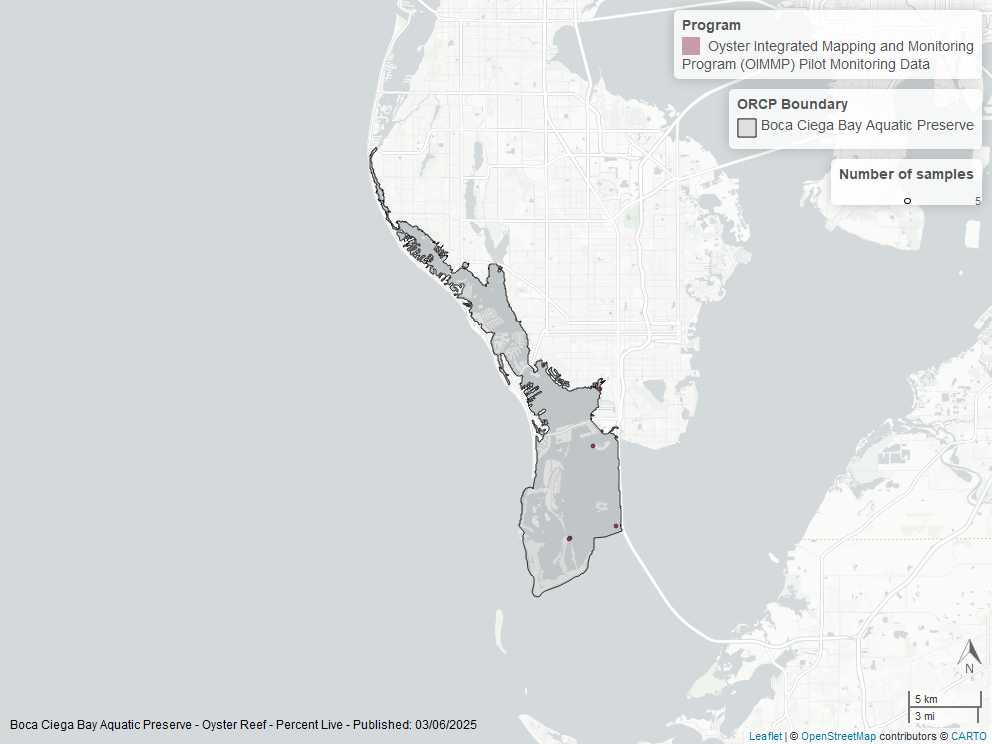 Program
Oyster Integrated Mapping and Monitoring
Program (OIMMP) Pilot Monitoring Data
ORCP Boundary
Boca Ciega Bay Aquatic Preserve
Number of samples
5
N
5 km
3 mi
Boca Ciega Bay Aquatic Preserve - Oyster Reef - Percent Live - Published: 03/06/2025
Leaflet | © OpenStreetMap contributors © CARTO